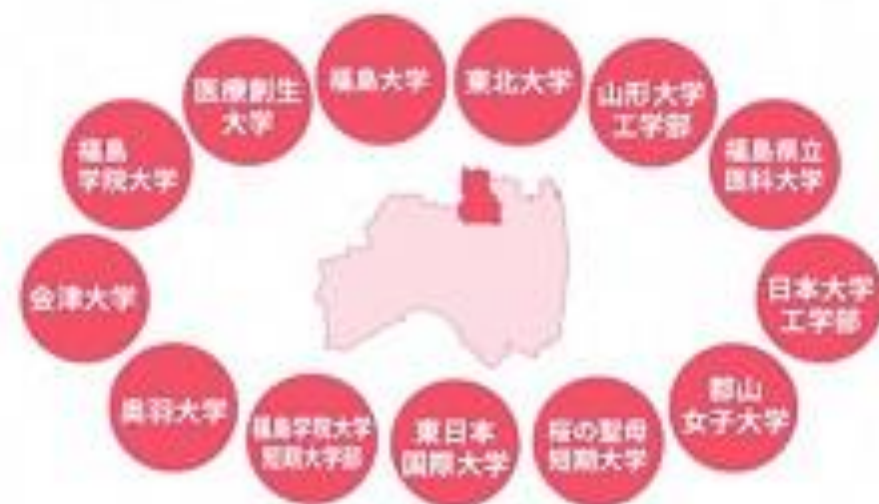 福島大学
東北大学
医療創生
大学
山形大学
工学部
福島
学院大学
福島県立
医科大学
会津大学
日本大学
工学部
奥羽大学
郡山
女子大学
福島学院大学
短期大学部
東日本
国際大学
桜の聖母
短期大学